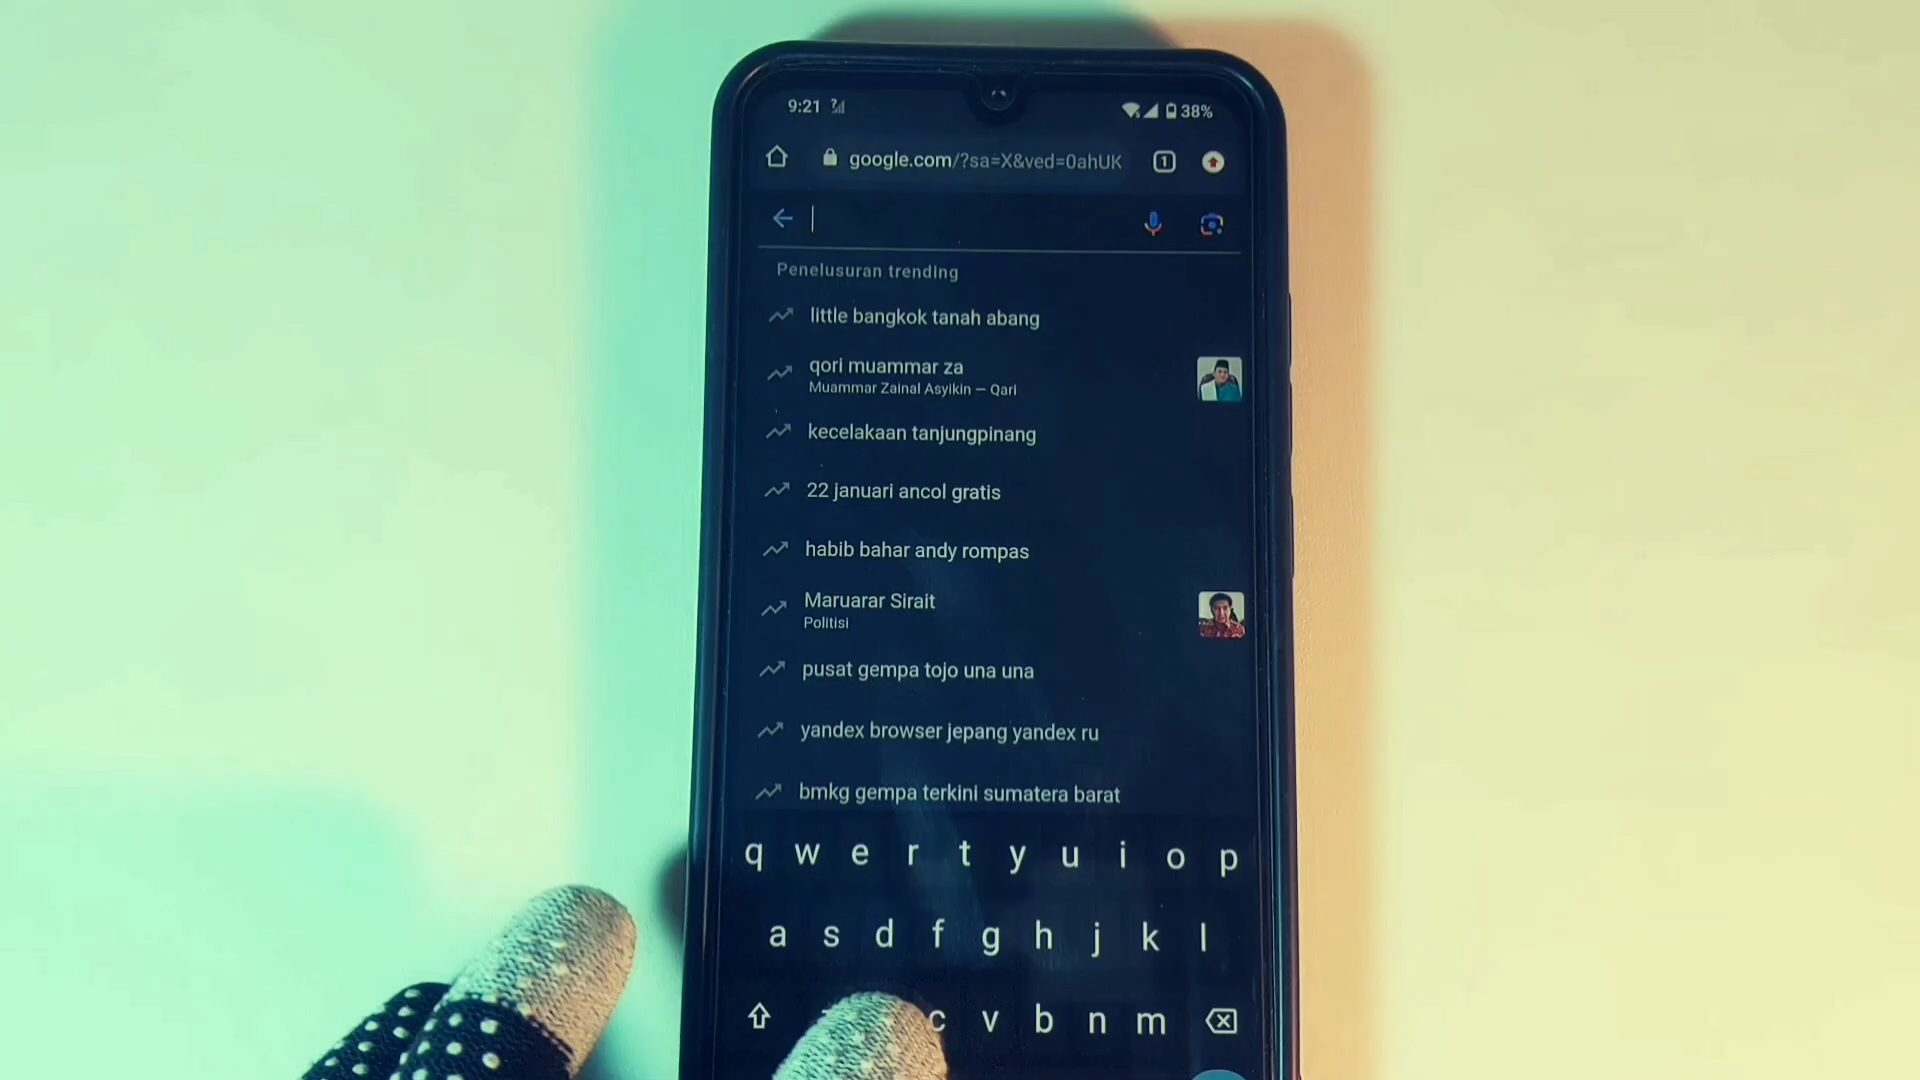 9:21
38%
google.com/?sa=X&ved=0ahUK
1
Penelusuran trending
little bangkok tanah abang
qori muammar za
Muammar Zainal Asyikin — Qari
kecelakaan tanjungpinang
22 januari ancol gratis
habib bahar andy rompas
Maruarar Sirait
Politisi
pusat gempa tojo una una
yandex browser jepang yandex ru
bmkg gempa terkini sumatera barat
q w e r t y u i o p
a s d f g h j k l
c v b n m